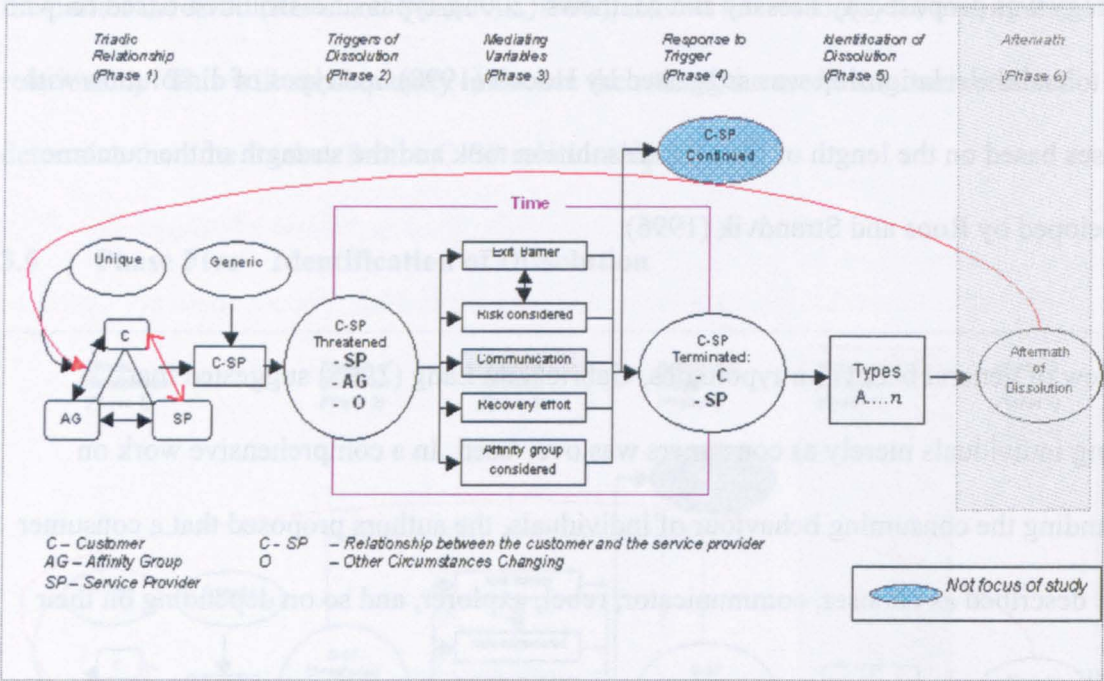 Triadic
Relationship
(Phase 1)
Triggers of
Dissolution
(Phase 2)
Mediating
Variables
(Phase 3)
Response to
Trigger
(Phase 4)
Identification of
Dissolution
(Phase 5)
Aftermath
(Phase 6)
C-SP
Continued
Time
Unique
Generic
Exit Barrier
C
Risk considered
C-SP
Threatened
- SP
- AG
- O
C-SP
Communication
C-SP
Terminated:
- C
- SP
Types
A....n
Aftermath
of
Dissolution
AG
SP
Recovery effort
Affinity group
considered
C – Customer
AG – Affinity Group
SP – Service Provider
C - SP – Relationship between the customer and the service provider
O – Other Circumstances Changing
Not focus of study